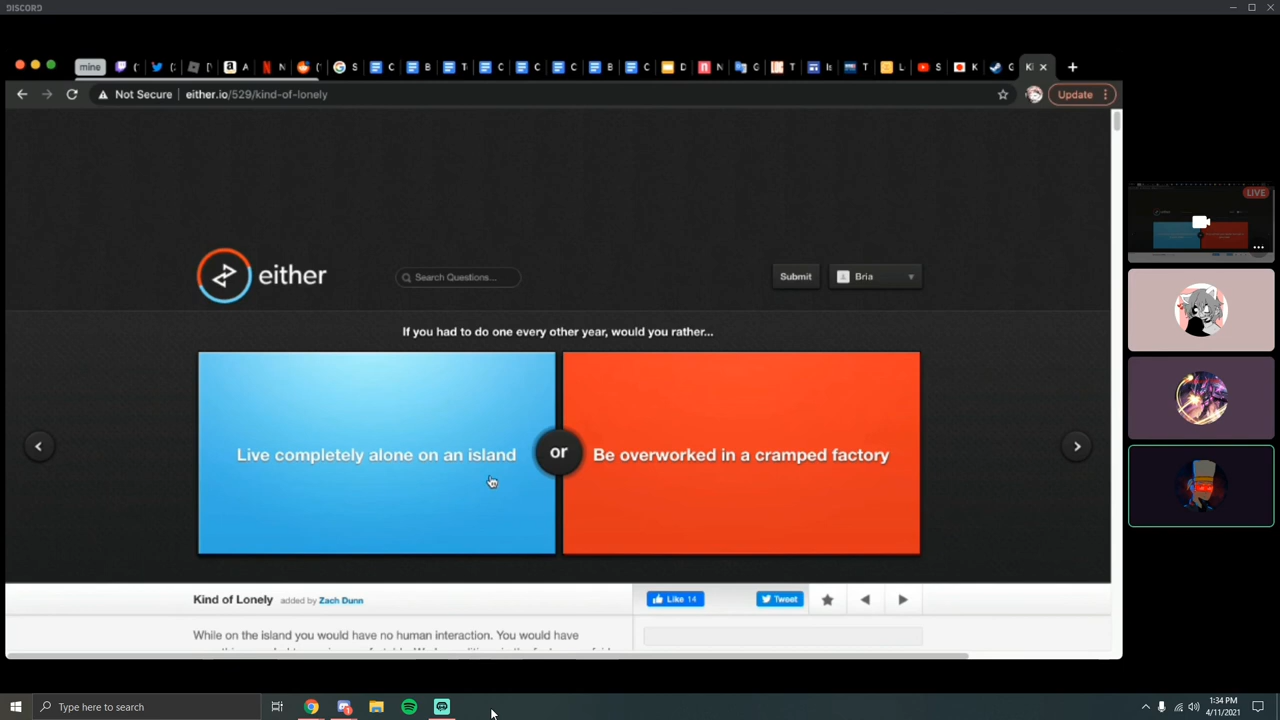 DISCORD
mine
Not Secure
either.io/529/kind-of-lonely
Update
LIVE
either
Search Questions...
Submit
Bria
If you had to do one every other year, would you rather...
Live completely alone on an island
or
Be overworked in a cramped factory
Kind of Lonely added by Zach Dunn
Like 14
Tweet
While on the island you would have no human interaction. You would have
Type here to search
1:34 PM
4/11/2021